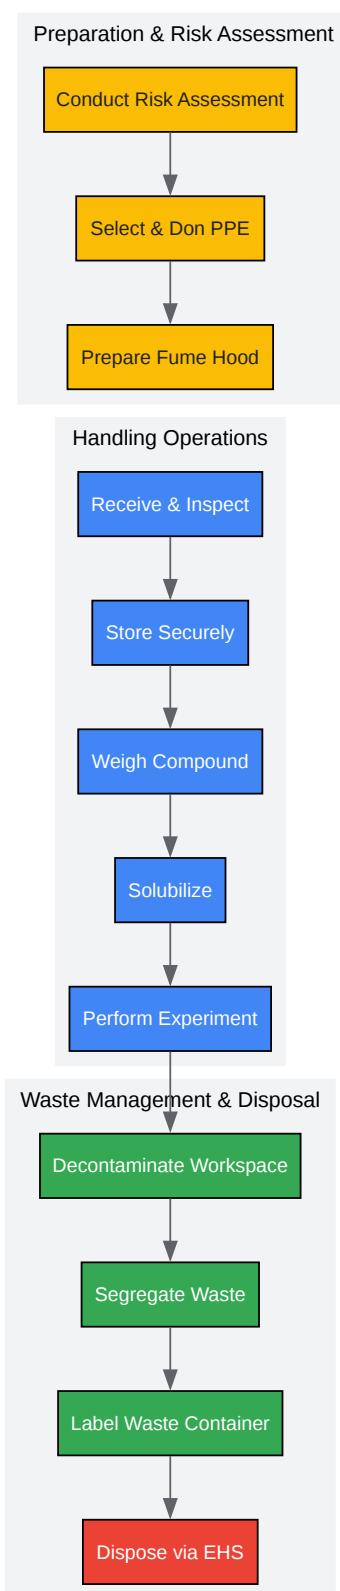 Preparation & Risk Assessment
Conduct Risk Assessment
Select & Don PPE
Prepare Fume Hood
Handling Operations
Receive & Inspect
Store Securely
Weigh Compound
Solubilize
Perform Experiment
Waste Management & Disposal
Decontaminate Workspace
Segregate Waste
Label Waste Container
Dispose via EHS